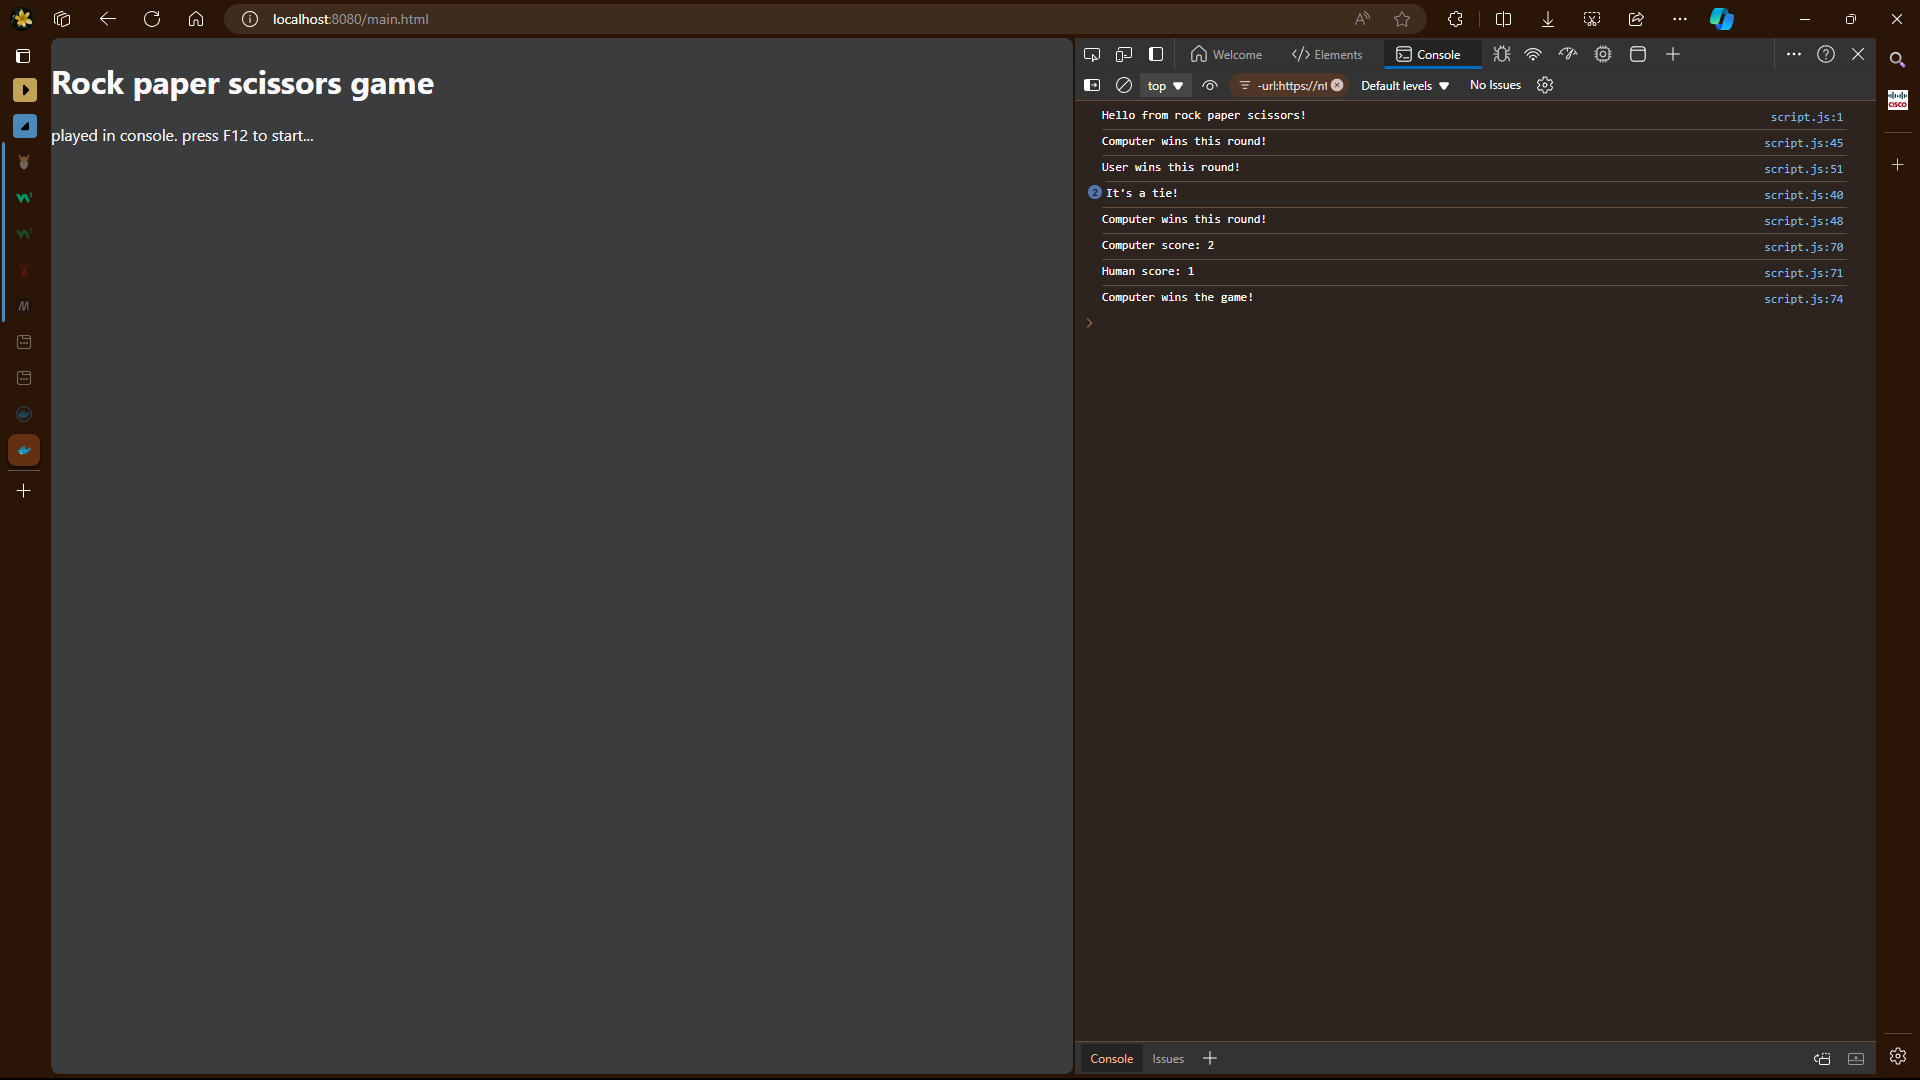 localhost:8080/main.html
Welcome
Elements
Console
top
-url:https://nt
Default levels
No Issues
Rock paper scissors game
played in console. press F12 to start...
Hello from rock paper scissors! script.js:1
Computer wins this round! script.js:45
User wins this round! script.js:51
2 It's a tie! script.js:40
Computer wins this round! script.js:48
Computer score: 2 script.js:70
Human score: 1 script.js:71
Computer wins the game! script.js:74
CISCO
Console
Issues